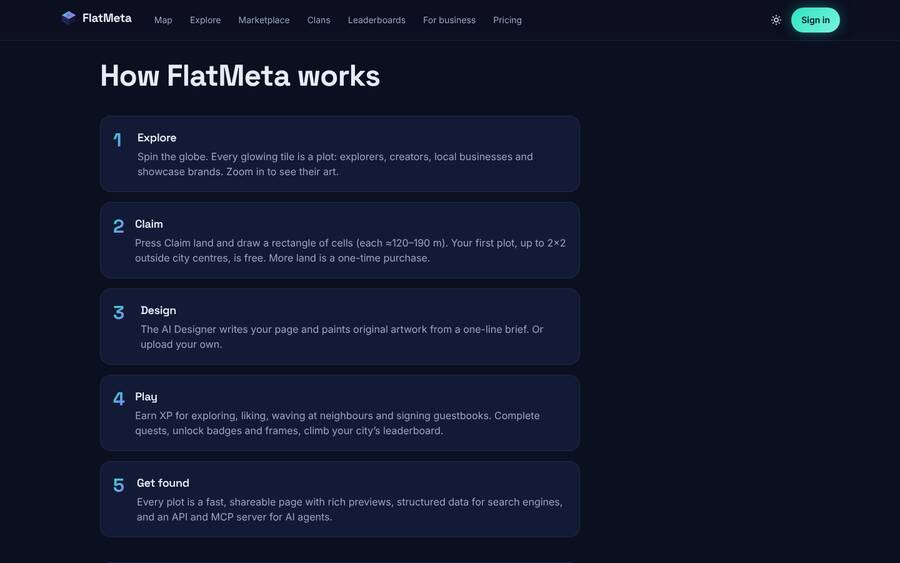 FlatMeta
Map
Explore
Marketplace
Clans
Leaderboards
For business
Pricing
Sign in
How FlatMeta works
1
Explore
Spin the globe. Every glowing tile is a plot: explorers, creators, local businesses and
showcase brands. Zoom in to see their art.
2
Claim
Press Claim land and draw a rectangle of cells (each ≈120–190 m). Your first plot, up to 2×2
outside city centres, is free. More land is a one-time purchase.
3
Design
The AI Designer writes your page and paints original artwork from a one-line brief. Or
upload your own.
4
Play
Earn XP for exploring, liking, waving at neighbours and signing guestbooks. Complete
quests, unlock badges and frames, climb your city’s leaderboard.
5
Get found
Every plot is a fast, shareable page with rich previews, structured data for search engines,
and an API and MCP server for AI agents.